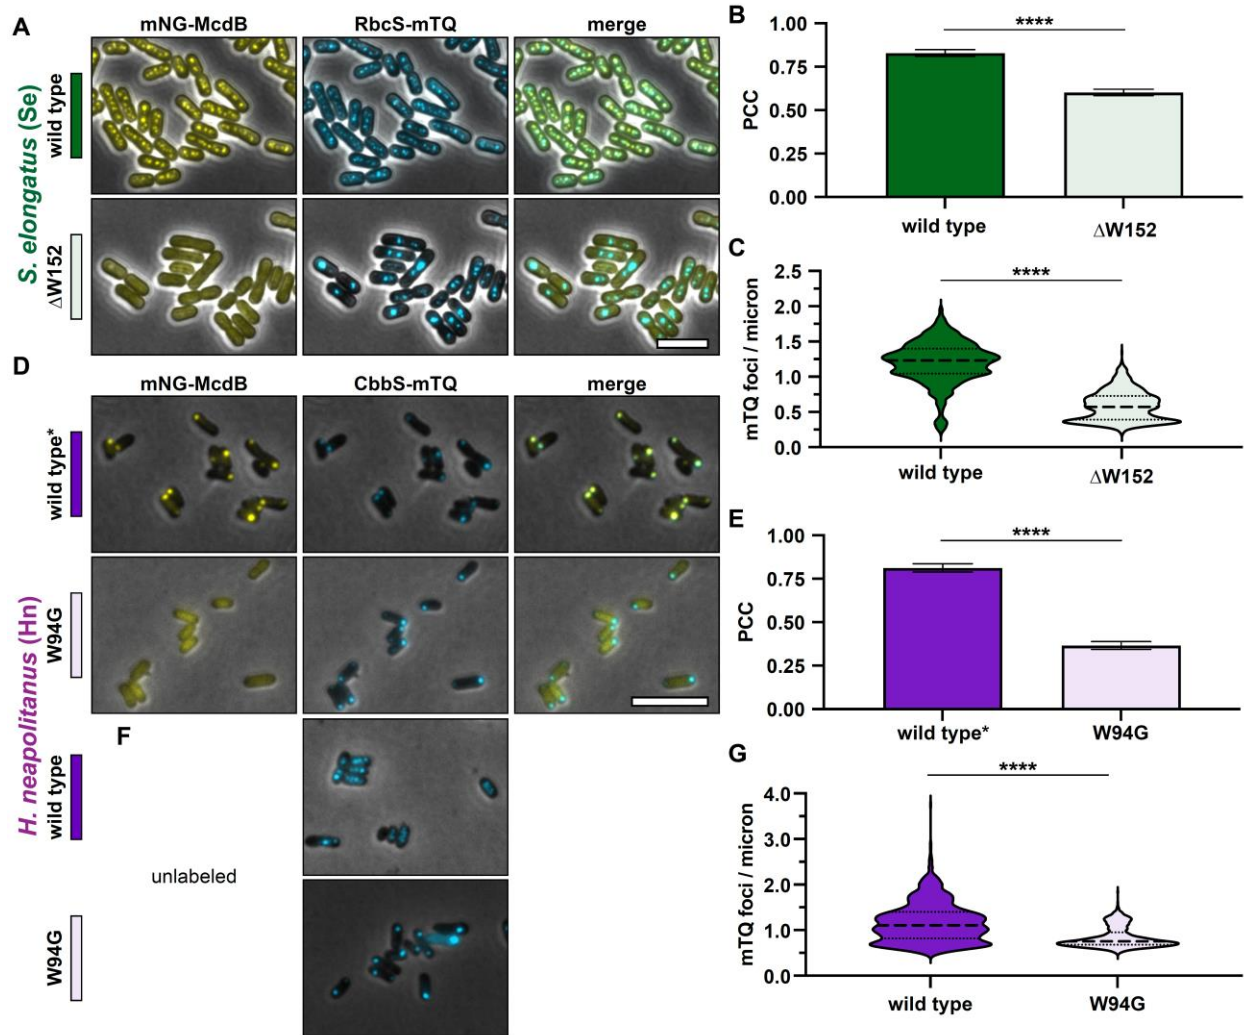 A
mNG-McdB
RbcS-mTQ
merge
S. elongatus (Se)
wild type
ΔW152
B
****
PCC
1.00
0.75
0.50
0.25
0.00
wild type
ΔW152
C
****
mTQ foci / micron
2.5
2.0
1.5
1.0
0.5
0.0
wild type
ΔW152
D
mNG-McdB
CbbS-mTQ
merge
H. neapolitanus (Hn)
wild type*
W94G
E
****
PCC
1.00
0.75
0.50
0.25
0.00
wild type*
W94G
F
wild type
unlabeled
W94G
G
****
mTQ foci / micron
4.0
3.0
2.0
1.0
0.0
wild type
W94G